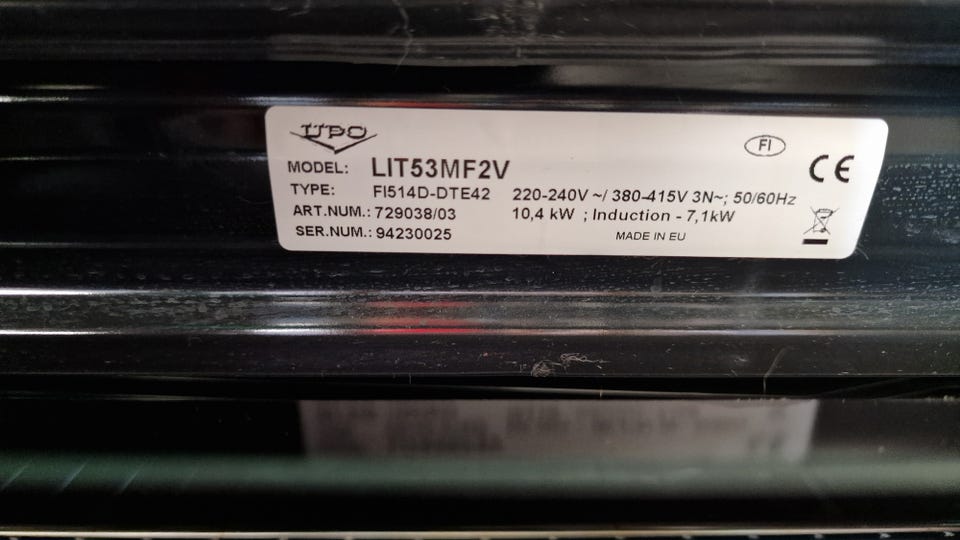 UPO
FI
CE
MODEL: LIT53MF2V
TYPE: FI514D-DTE42 220-240V ~/ 380-415V 3N~; 50/60Hz
ART.NUM.: 729038/03 10,4 kW ; Induction - 7,1kW
SER.NUM.: 94230025 MADE IN EU